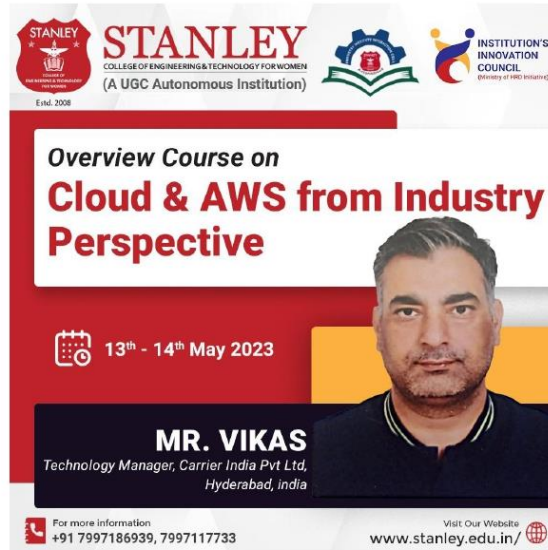 STANLEY
STANLEY
COLLEGE OF ENGINEERING & TECHNOLOGY FOR WOMEN
(A UGC Autonomous Institution)
Estd. 2008
INSTITUTION'S
INNOVATION
COUNCIL
(Ministry of HRD Initiative)
Overview Course on
Cloud & AWS from Industry
Perspective
13th - 14th May 2023
MR. VIKAS
Technology Manager, Carrier India Pvt Ltd,
Hyderabad, india
For more information
+91 7997186939, 7997117733
Visit Our Website
www.stanley.edu.in/